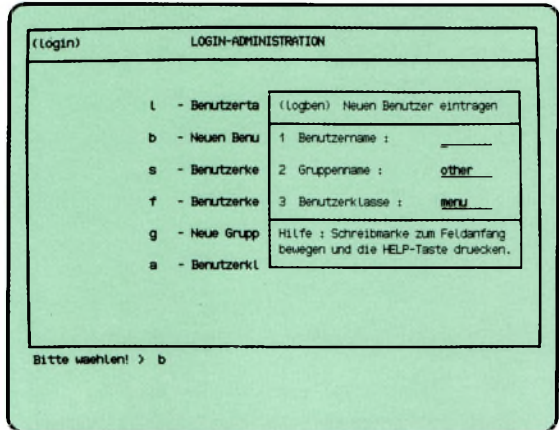 (login) LOGIN-ADMINISTRATION
l - Benutzerta
b - Neuen Benu
s - Benutzerke
f - Benutzerke
g - Neue Grupp
a - Benutzerkl
(logben) Neuen Benutzer eintragen
1 Benutzername : _
2 Gruppenname : other
3 Benutzerklasse : menu
Hilfe : Schreibmarke zum Feldanfang
bewegen und die HELP-Taste druecken.
Bitte waehlen! > b